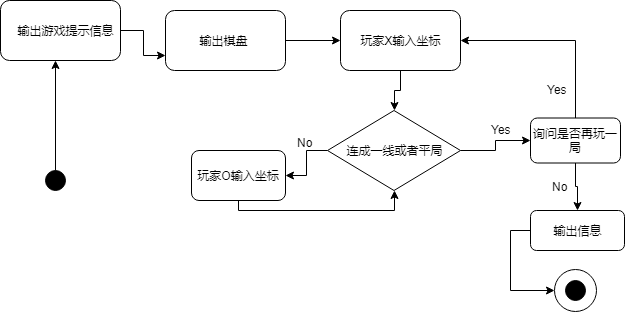 输出游戏提示信息
输出棋盘
玩家X输入坐标
Yes
No
连成一线或者平局
Yes
询问是否再玩一
局
玩家O输入坐标
No
输出信息